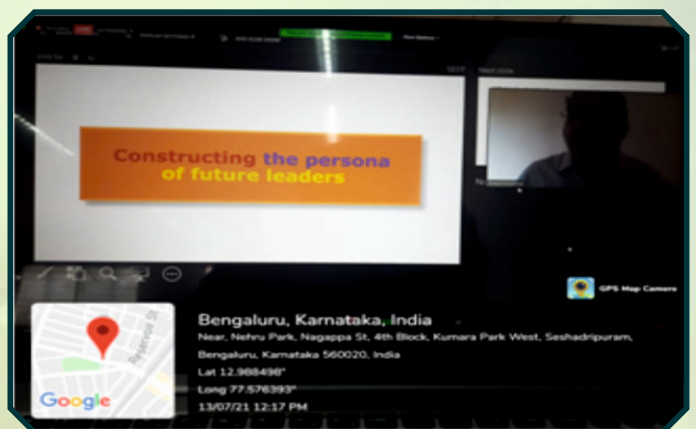 Constructing the persona
of future leaders
GPS Map Camera
Bengaluru, Karnataka, India
Near, Nehru Park, Nagappa St, 4th Block, Kumara Park West, Seshadripuram,
Bengaluru, Karnataka 560020, India
Lat 12.988498°
Long 77.576393°
13/07/21 12:17 PM
Reservoir St
Google